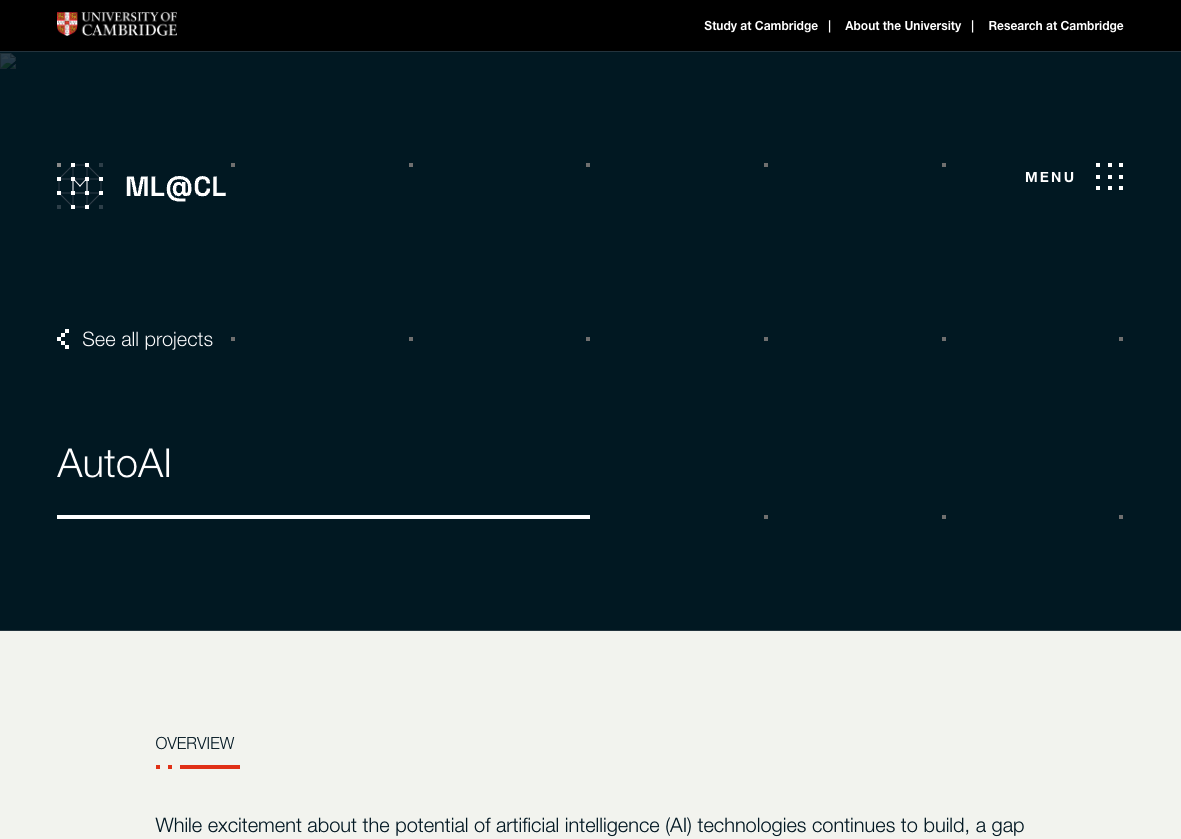 UNIVERSITY OF
CAMBRIDGE
Study at Cambridge | About the University | Research at Cambridge
ML@CL
MENU
See all projects
AutoAI
OVERVIEW
While excitement about the potential of artificial intelligence (AI) technologies continues to build, a gap